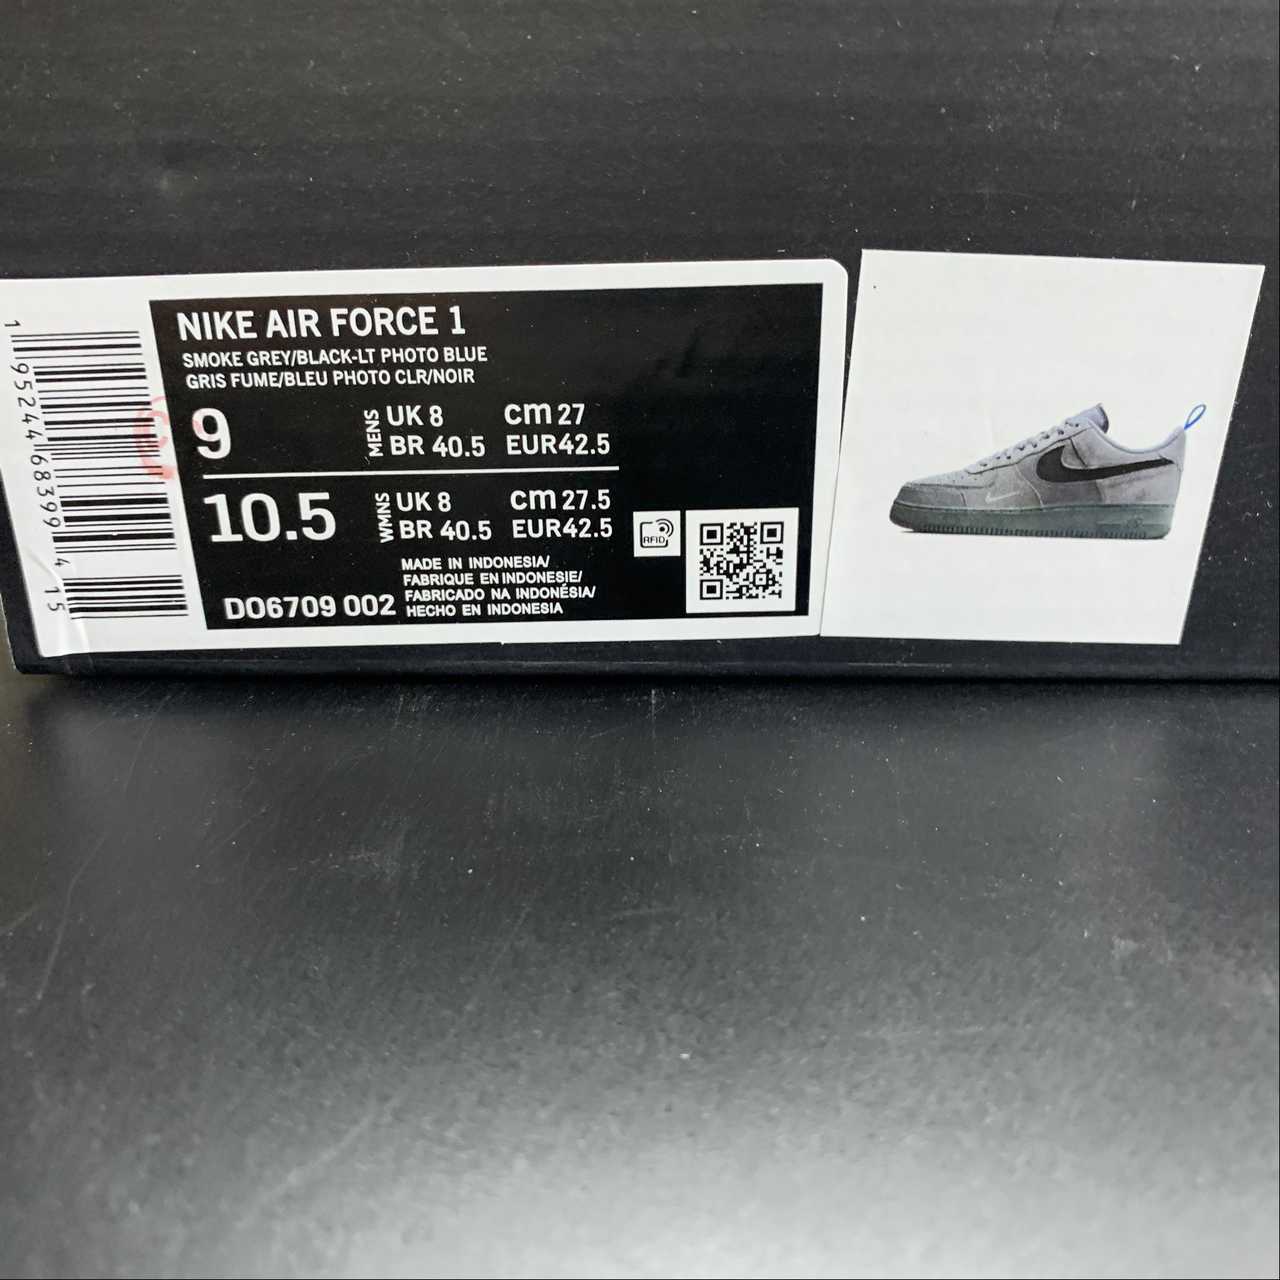 NIKE AIR FORCE 1
SMOKE GREY/BLACK-LT PHOTO BLUE
GRIS FUME/BLEU PHOTO CLR/NOIR
9
MENS
UK 8 cm 27
BR 40.5 EUR42.5
10.5
WMNS
UK 8 cm 27.5
BR 40.5 EUR42.5
MADE IN INDONESIA/
FABRIQUE EN INDONESIE/
FABRICADO NA INDONÉSIA/
HECHO EN INDONESIA
DO6709 002
RFID
1 95244 68399 4 15